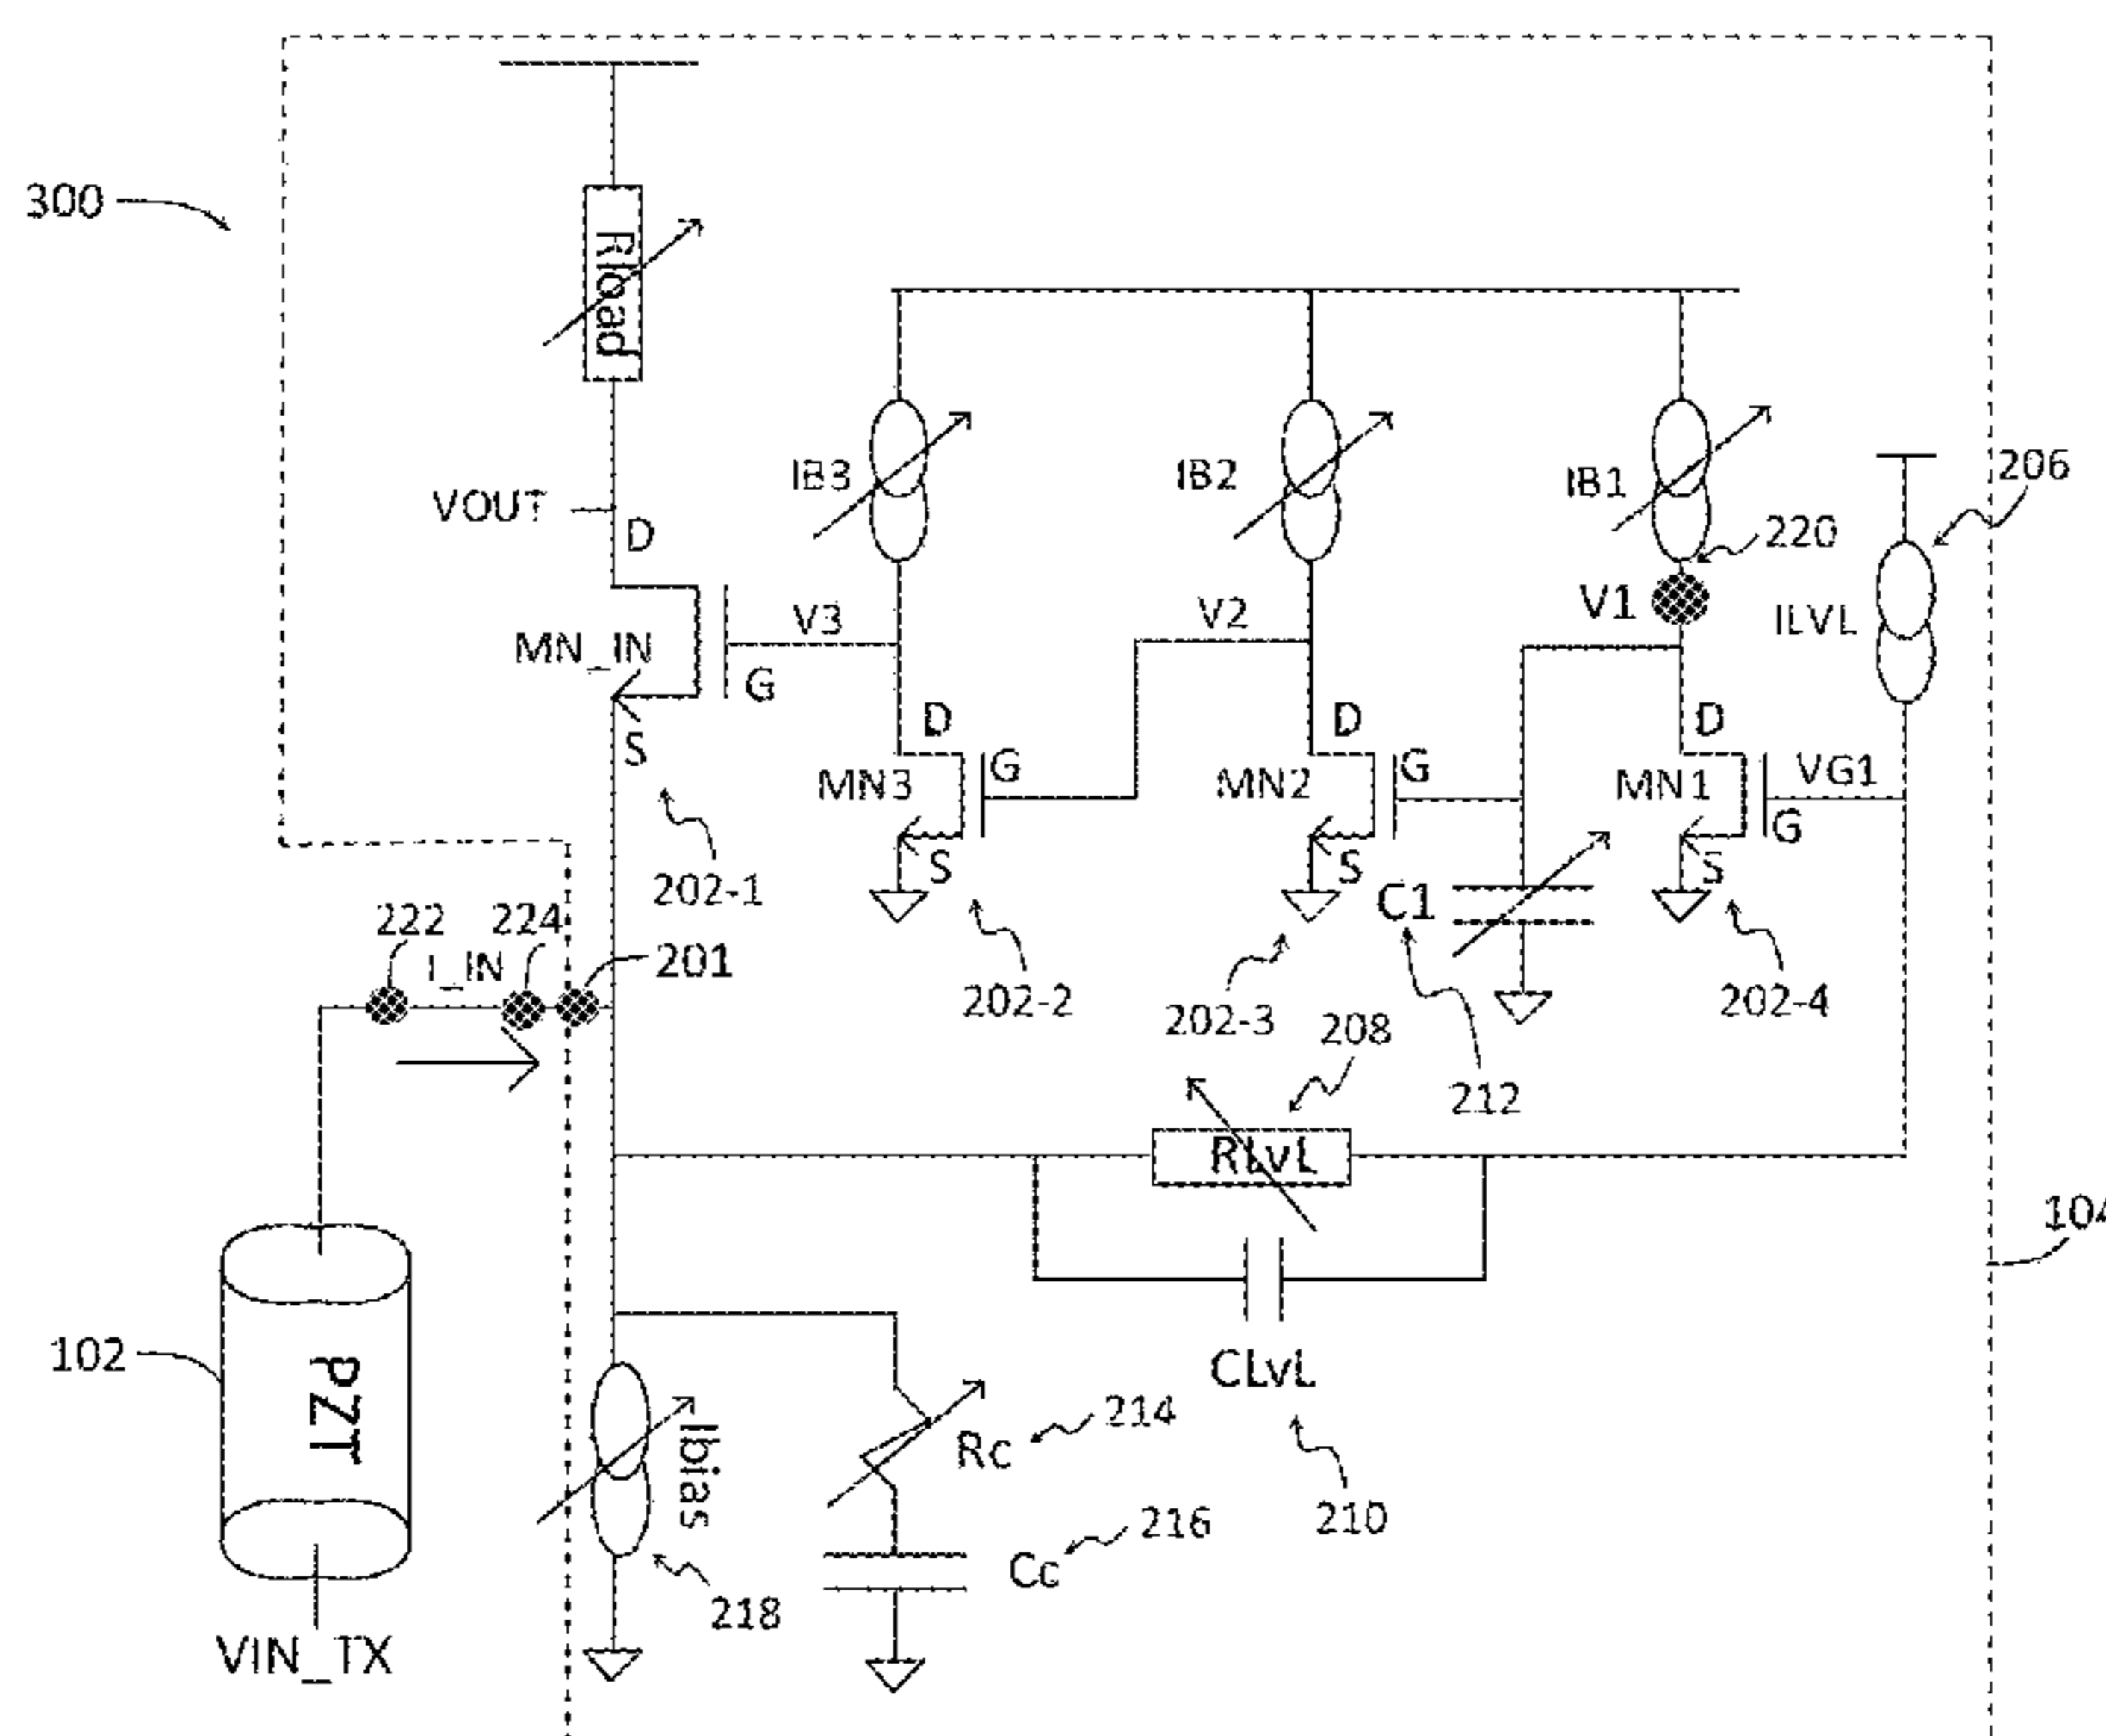 300
Rload
VOUT
D
IB3
IB2
IB1
206
220
V1
ILVL
V3
V2
MN_IN
G
S
D
G
MN3
S
D
G
MN2
S
D
VG1
G
MN1
S
202-1
C1
222
224
I_IN
201
202-2
202-3
208
202-4
212
RLvL
104
102
PZT
CLvL
Ibias
Rc
214
210
216
Cc
218
VIN_TX